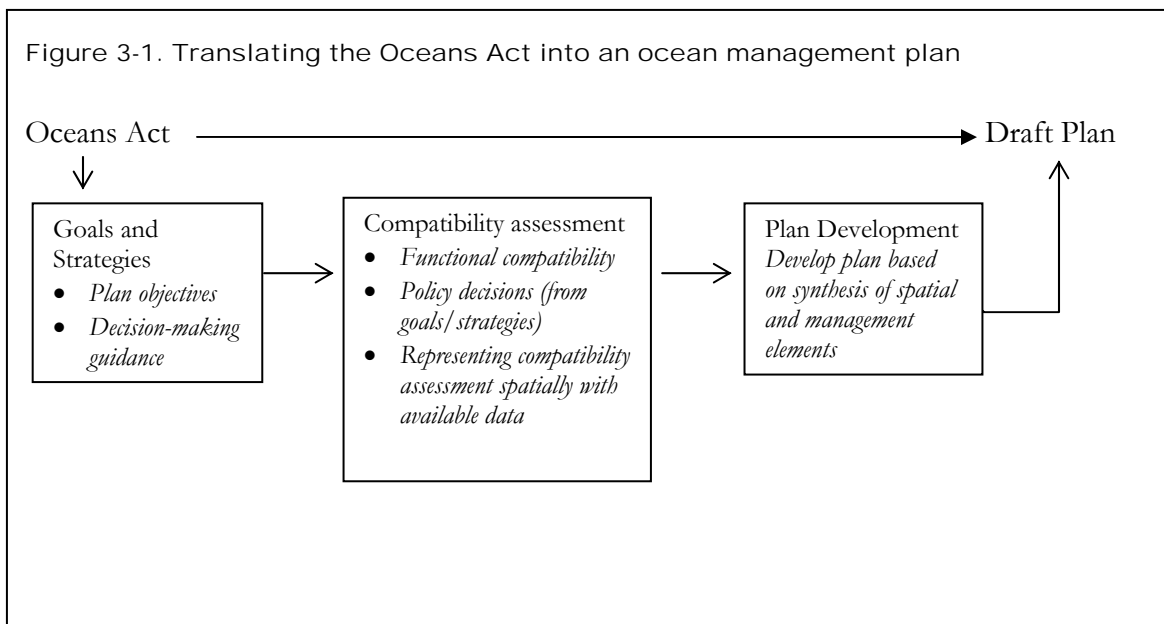 Figure 3-1. Translating the Oceans Act into an ocean management plan
Oceans Act
Draft Plan
Goals and
Strategies
• Plan objectives
• Decision-making
guidance
Compatibility assessment
• Functional compatibility
• Policy decisions (from
goals/strategies)
• Representing compatibility
assessment spatially with
available data
Plan Development
Develop plan based
on synthesis of spatial
and management
elements